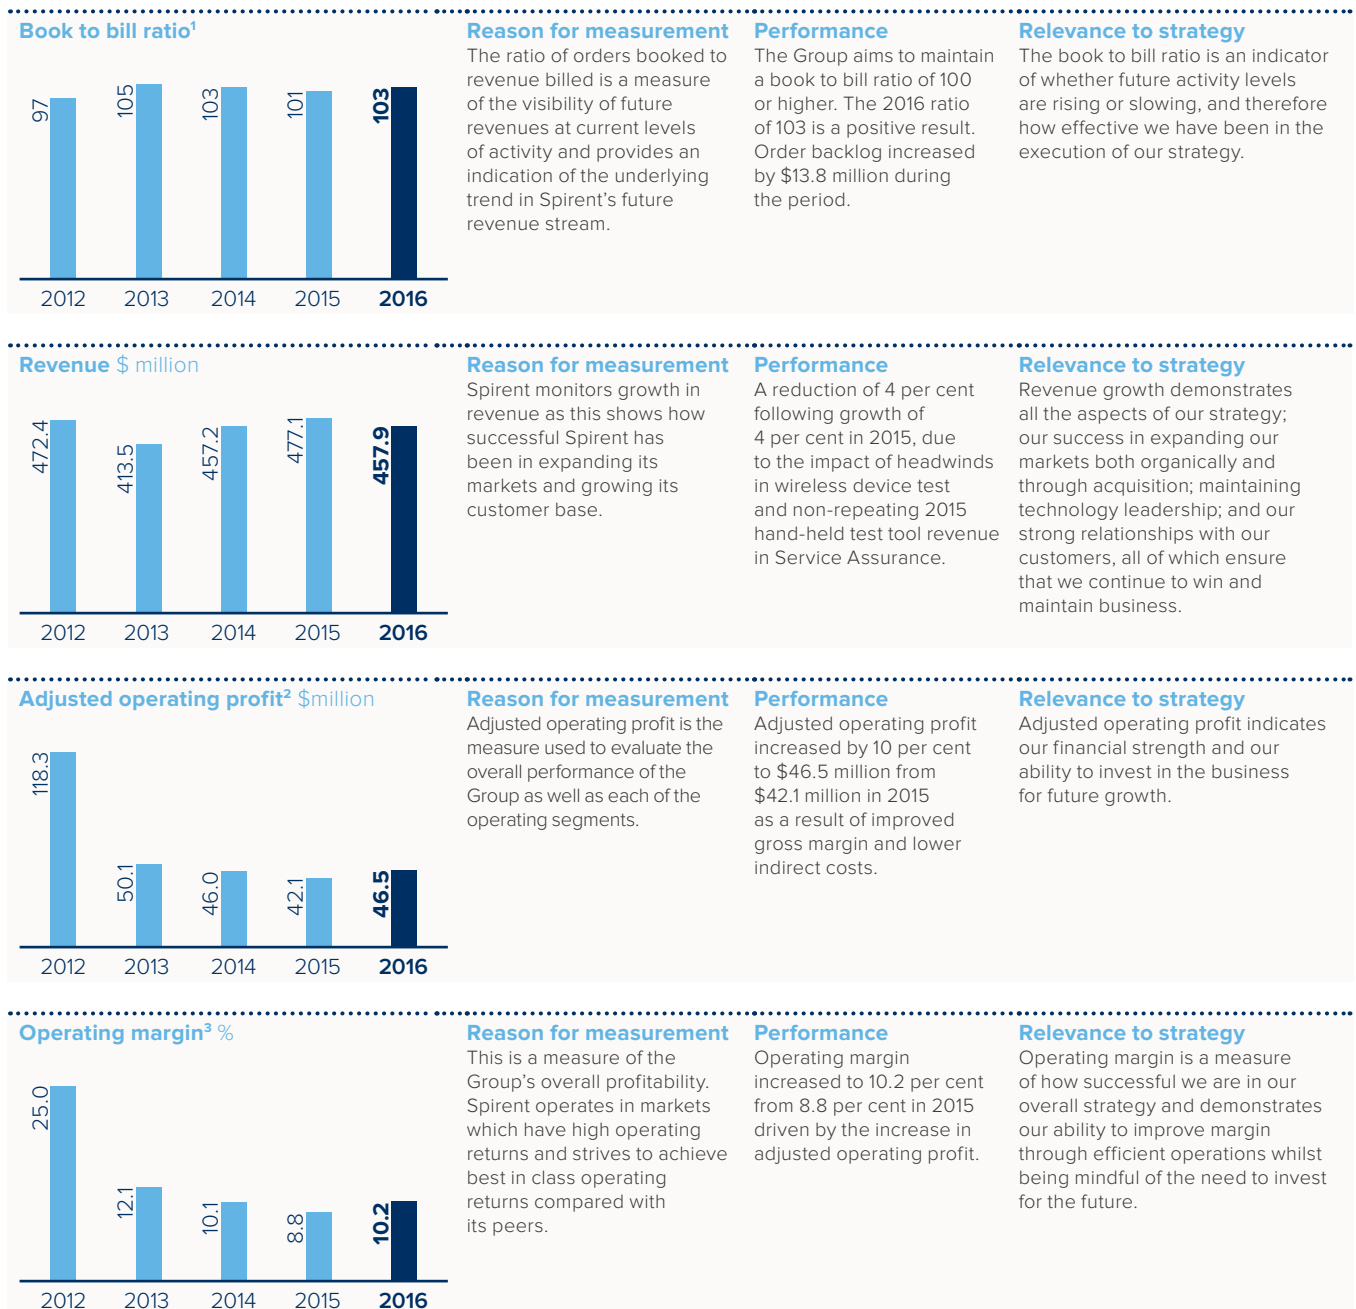 Book to bill ratio¹
97
105
103
101
103
2012
2013
2014
2015
2016
Reason for measurement
The ratio of orders booked to
revenue billed is a measure
of the visibility of future
revenues at current levels
of activity and provides an
indication of the underlying
trend in Spirent’s future
revenue stream.
Performance
The Group aims to maintain
a book to bill ratio of 100
or higher. The 2016 ratio
of 103 is a positive result.
Order backlog increased
by $13.8 million during
the period.
Relevance to strategy
The book to bill ratio is an indicator
of whether future activity levels
are rising or slowing, and therefore
how effective we have been in the
execution of our strategy.
Revenue $ million
472.4
413.5
457.2
477.1
457.9
2012
2013
2014
2015
2016
Reason for measurement
Spirent monitors growth in
revenue as this shows how
successful Spirent has
been in expanding its
markets and growing its
customer base.
Performance
A reduction of 4 per cent
following growth of
4 per cent in 2015, due
to the impact of headwinds
in wireless device test
and non-repeating 2015
hand-held test tool revenue
in Service Assurance.
Relevance to strategy
Revenue growth demonstrates
all the aspects of our strategy;
our success in expanding our
markets both organically and
through acquisition; maintaining
technology leadership; and our
strong relationships with our
customers, all of which ensure
that we continue to win and
maintain business.
Adjusted operating profit² $million
118.3
50.1
46.0
42.1
46.5
2012
2013
2014
2015
2016
Reason for measurement
Adjusted operating profit is the
measure used to evaluate the
overall performance of the
Group as well as each of the
operating segments.
Performance
Adjusted operating profit
increased by 10 per cent
to $46.5 million from
$42.1 million in 2015
as a result of improved
gross margin and lower
indirect costs.
Relevance to strategy
Adjusted operating profit indicates
our financial strength and our
ability to invest in the business
for future growth.
Operating margin³ %
25.0
12.1
10.1
8.8
10.2
2012
2013
2014
2015
2016
Reason for measurement
This is a measure of the
Group’s overall profitability.
Spirent operates in markets
which have high operating
returns and strives to achieve
best in class operating
returns compared with
its peers.
Performance
Operating margin
increased to 10.2 per cent
from 8.8 per cent in 2015
driven by the increase in
adjusted operating profit.
Relevance to strategy
Operating margin is a measure
of how successful we are in our
overall strategy and demonstrates
our ability to improve margin
through efficient operations whilst
being mindful of the need to invest
for the future.